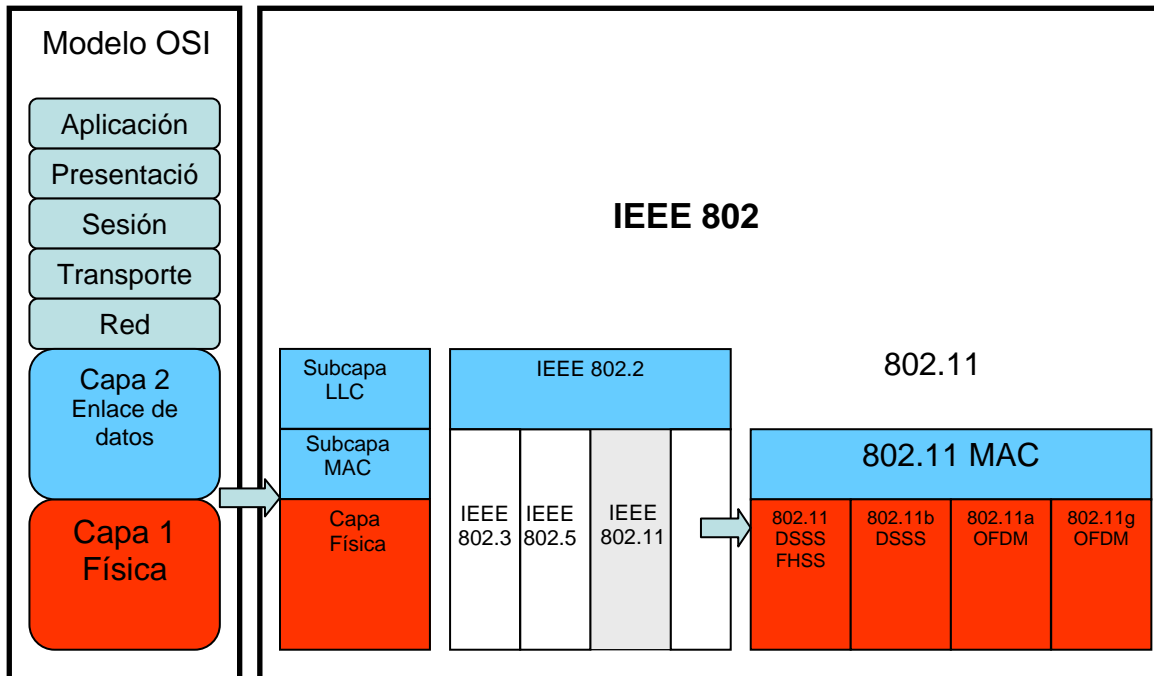 Modelo OSI
Aplicación
Presentació
Sesión
Transporte
Red
Capa 2
Enlace de
datos
Capa 1
Física
IEEE 802
Subcapa
LLC
Subcapa
MAC
Capa
Física
IEEE 802.2
IEEE
802.3
IEEE
802.5
IEEE
802.11
802.11
802.11 MAC
802.11
DSSS
FHSS
802.11b
DSSS
802.11a
OFDM
802.11g
OFDM